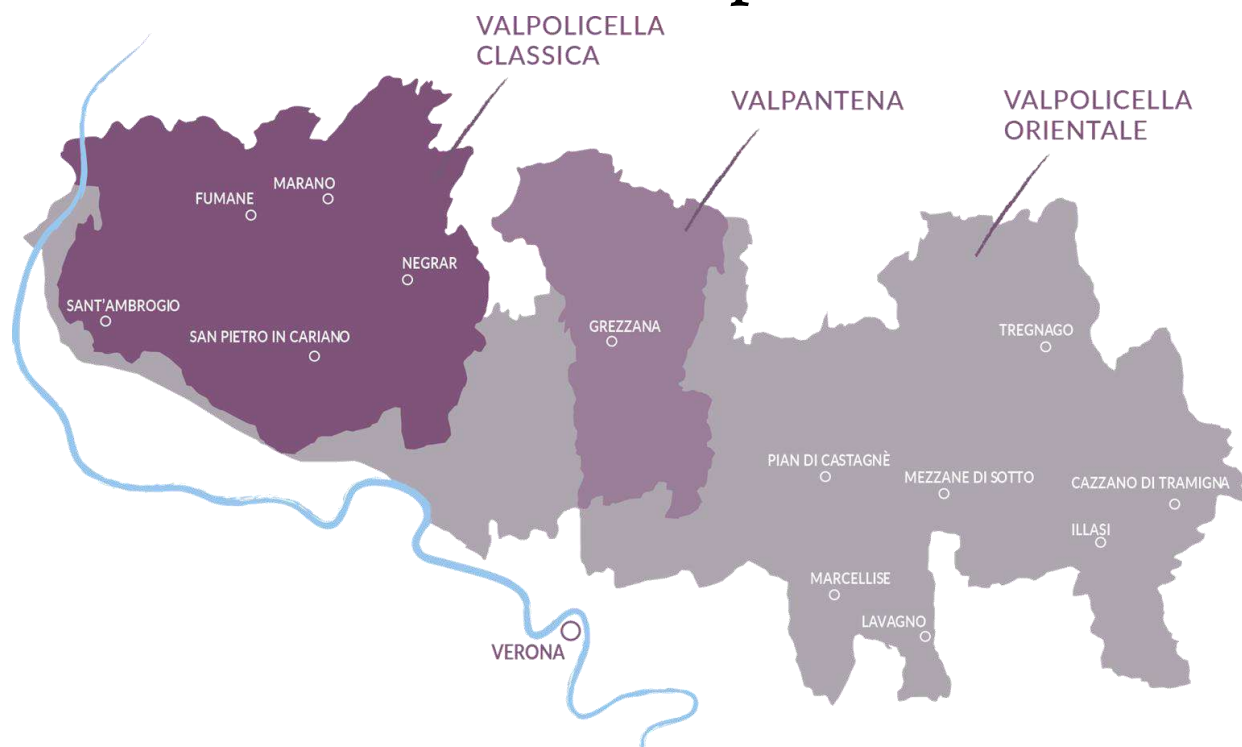 VALPOLICELLA
CLASSICA
VALPANTENA
VALPOLICELLA
ORIENTALE
MARANO
FUMANE
NEGRAR
SANT'AMBROGIO
SAN PIETRO IN CARIANO
GREZZANA
TREGNAGO
PIAN DI CASTAGNÈ
MEZZANE DI SOTTO
CAZZANO DI TRAMIGNA
ILLASI
MARCELLISE
LAVAGNO
VERONA